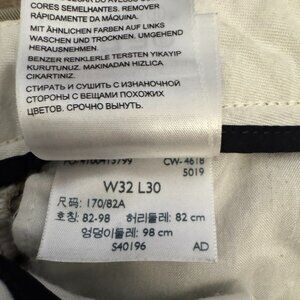 CORES SEMELHANTES. REMOVER
RÁPIDAMENTE DA MÁQUINA.
MIT ÄHNLICHEN FARBEN AUF LINKS
WASCHEN UND TROCKNEN. UMGEHEND
ENTNEHMEN.
BENZER RENKLERLE TERSTEN YIKAYIP
KURUTUNUZ. MAKINADAN HIZLICA
ÇIKARTINIZ.
СТИРАТЬ И СУШИТЬ С ИЗНАНОЧНОЙ
СТОРОНЫ С ВЕЩАМИ ПОХОЖИХ
ЦВЕТОВ. СРОЧНО ВЫНУТЬ.
CW-4618
S019
W32 L30
尺码: 170/82A
호칭: 82-98 허리둘레: 82 cm
엉덩이둘레: 98 cm
S40196 AD